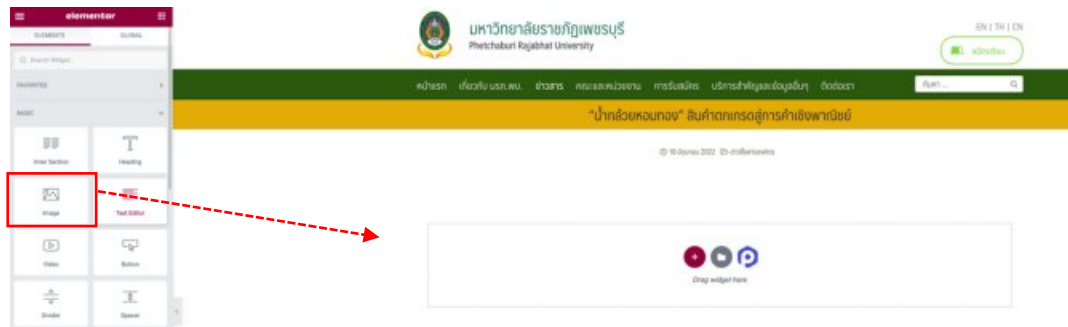 elementor
ELEMENTS
GLOBAL
Search Widget...
FAVORITES
BASIC
Inner Section
Heading
Image
Text Editor
Video
Button
Divider
Spacer
มหาวิทยาลัยราชภัฏเพชรบุรี
Phetchaburi Rajabhat University
EN | TH | CN
สมัครเรียน
หน้าแรก เกี่ยวกับ มรภ.พบ. ข่าวสาร คณะและหน่วยงาน การรับสมัคร บริการสำคัญและข้อมูลอื่นๆ ติดต่อเรา
ค้นหา ...
"น้ำกล้วยหอมทอง" สินค้าตกเกรดสู่การค้าเชิงพาณิชย์
16 มิถุนายน 2022
Drag widget here